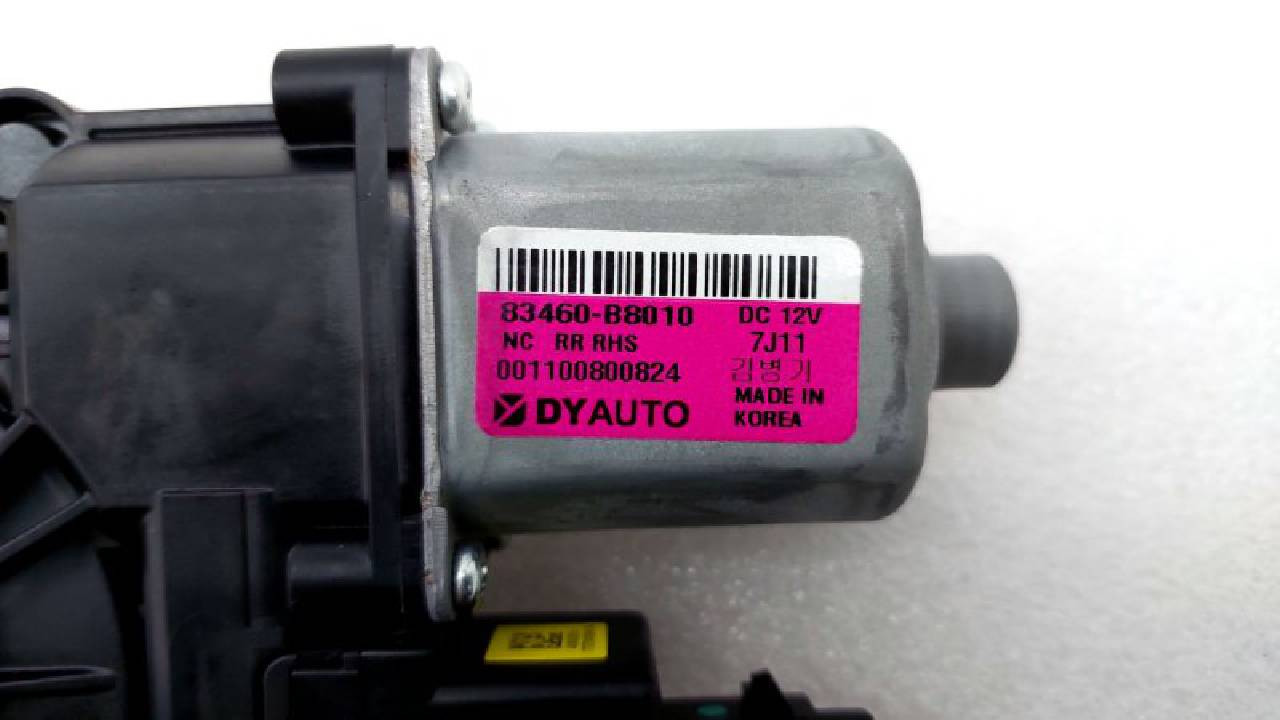 83460-B8010 DC 12V
NC RR RHS 7J11
001100800824 김병기
DYAUTO MADE IN
KOREA